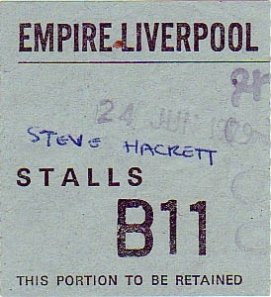 EMPIRE LIVERPOOL
24 JUN
STEVE HACKETT
STALLS
B11
THIS PORTION TO BE RETAINED